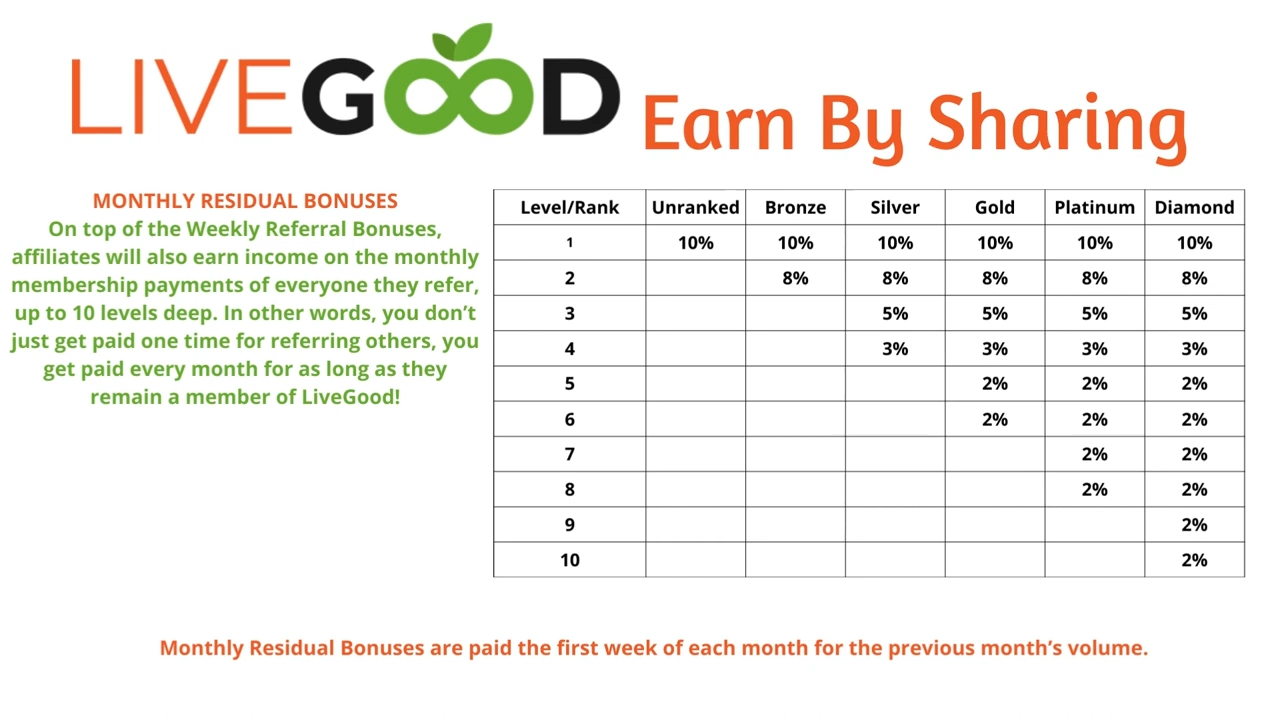 LIVEGOOD
Earn By Sharing
MONTHLY RESIDUAL BONUSES
On top of the Weekly Referral Bonuses,
affiliates will also earn income on the monthly
membership payments of everyone they refer,
up to 10 levels deep. In other words, you don’t
just get paid one time for referring others, you
get paid every month for as long as they
remain a member of LiveGood!
Level/Rank Unranked Bronze Silver Gold Platinum Diamond
1 10% 10% 10% 10% 10% 10%
2 8% 8% 8% 8% 8%
3 5% 5% 5% 5%
4 3% 3% 3% 3%
5 2% 2% 2%
6 2% 2% 2%
7 2% 2%
8 2% 2%
9 2%
10 2%
Monthly Residual Bonuses are paid the first week of each month for the previous month’s volume.